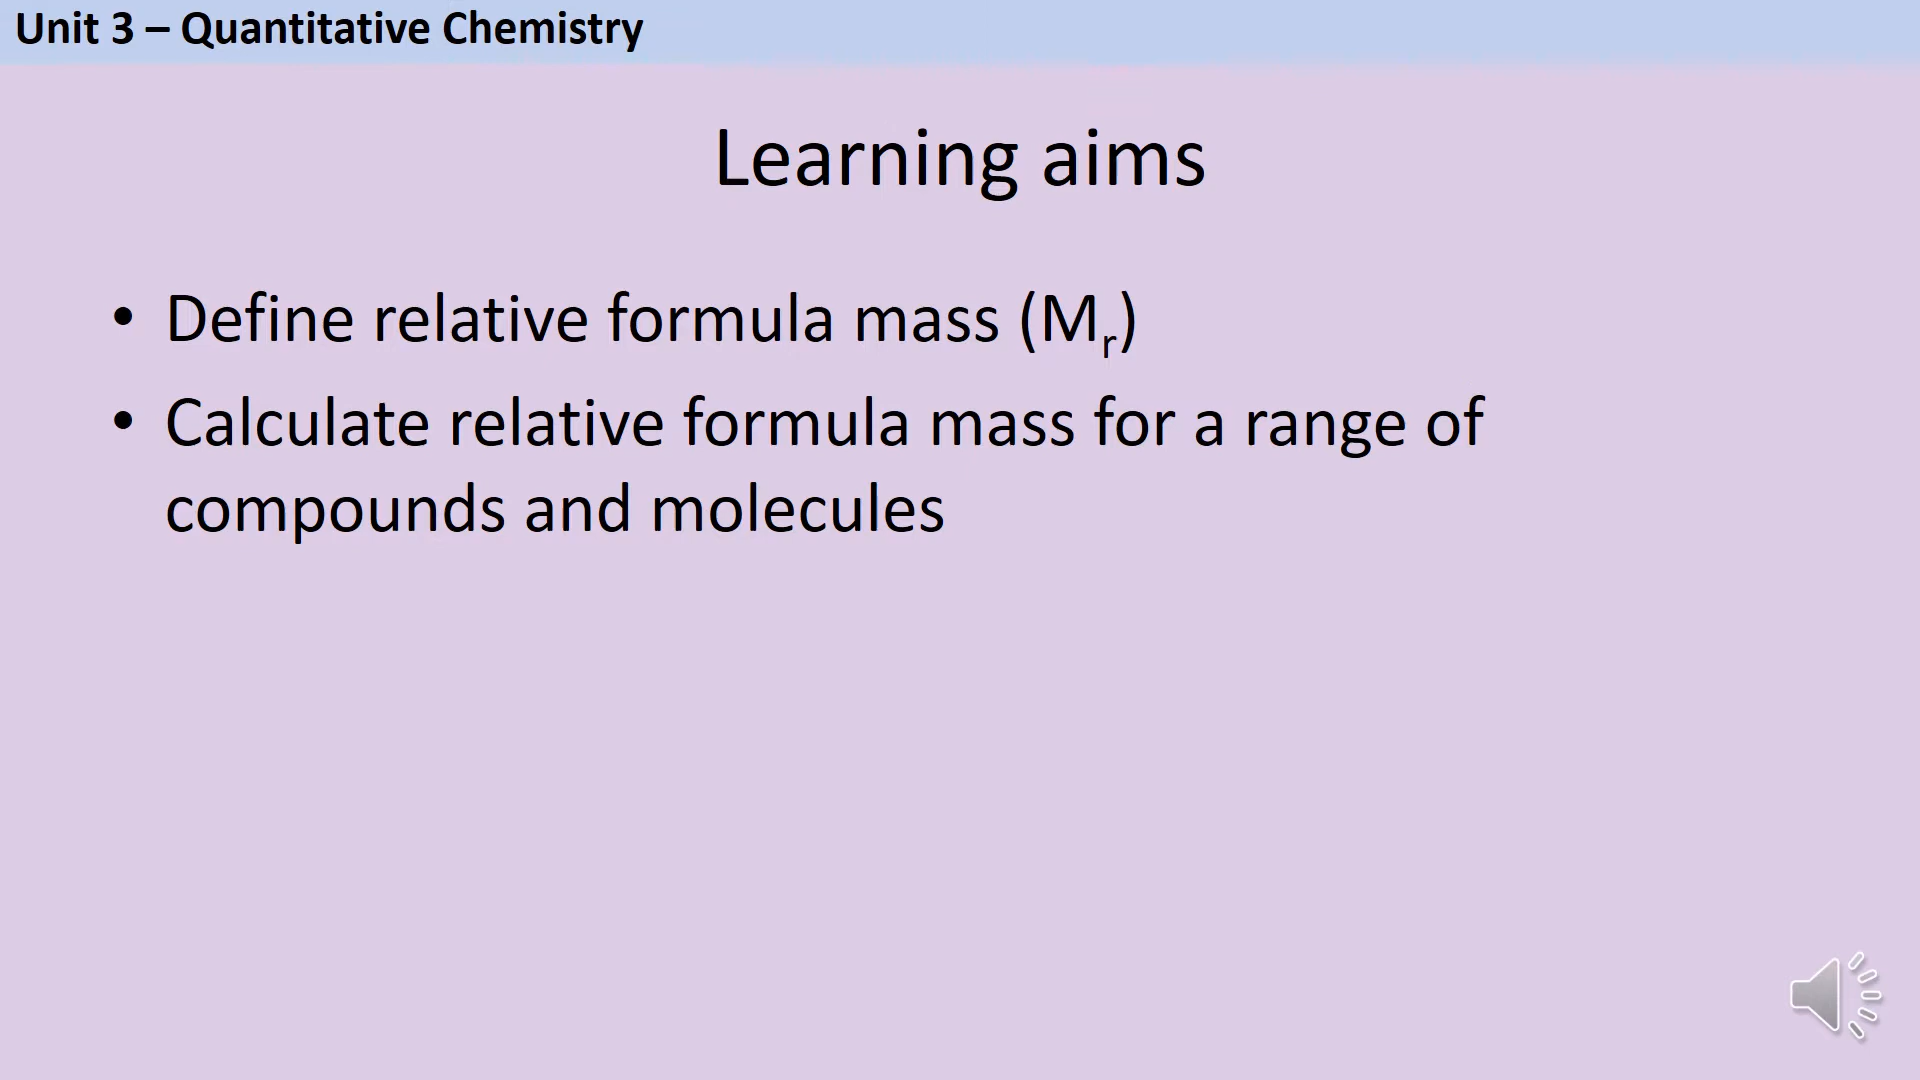 Unit 3 – Quantitative Chemistry
Learning aims
• Define relative formula mass (Mᵣ)
• Calculate relative formula mass for a range of
compounds and molecules